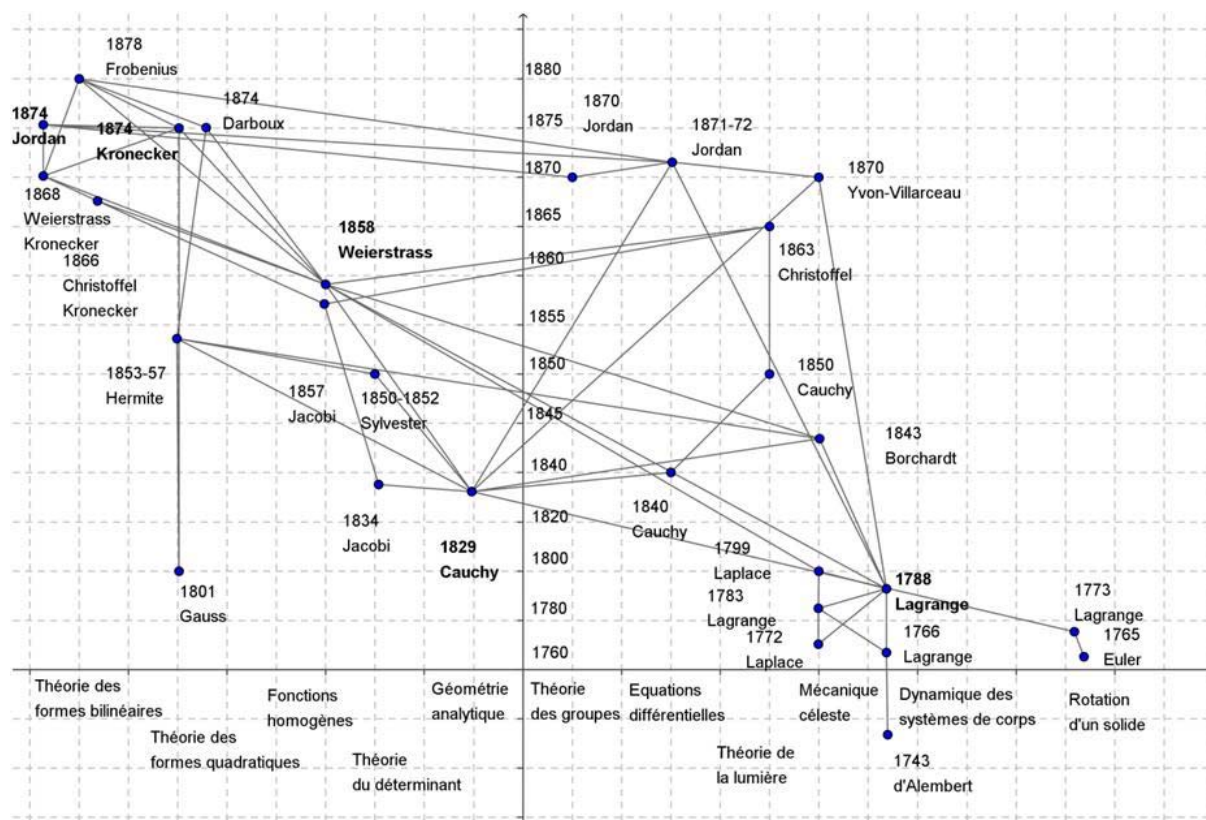 1878
Frobenius
1880
1874
Jordan
1874
Kronecker
1874
Darboux
1870
Jordan
1875
1871-72
Jordan
1870
1870
Yvon-Villarceau
1868
Weierstrass
Kronecker
1866
Christoffel
Kronecker
1858
Weierstrass
1865
1860
1863
Christoffel
1855
1853-57
Hermite
1857
Jacobi
1850-1852
Sylvester
1850
1850
Cauchy
1845
1843
Borchardt
1840
1834
Jacobi
1829
Cauchy
1840
Cauchy
1820
1799
Laplace
1800
1801
Gauss
1783
Lagrange
1788
Lagrange
1773
Lagrange
1780
1772
Laplace
1766
Lagrange
1765
Euler
1760
Théorie des
formes bilinéaires
Théorie des
formes quadratiques
Fonctions
homogènes
Théorie
du déterminant
Géométrie
analytique
Théorie
des groupes
Equations
différentielles
Théorie de
la lumière
Mécanique
céleste
Dynamique des
systèmes de corps
Rotation
d'un solide
1743
d'Alembert